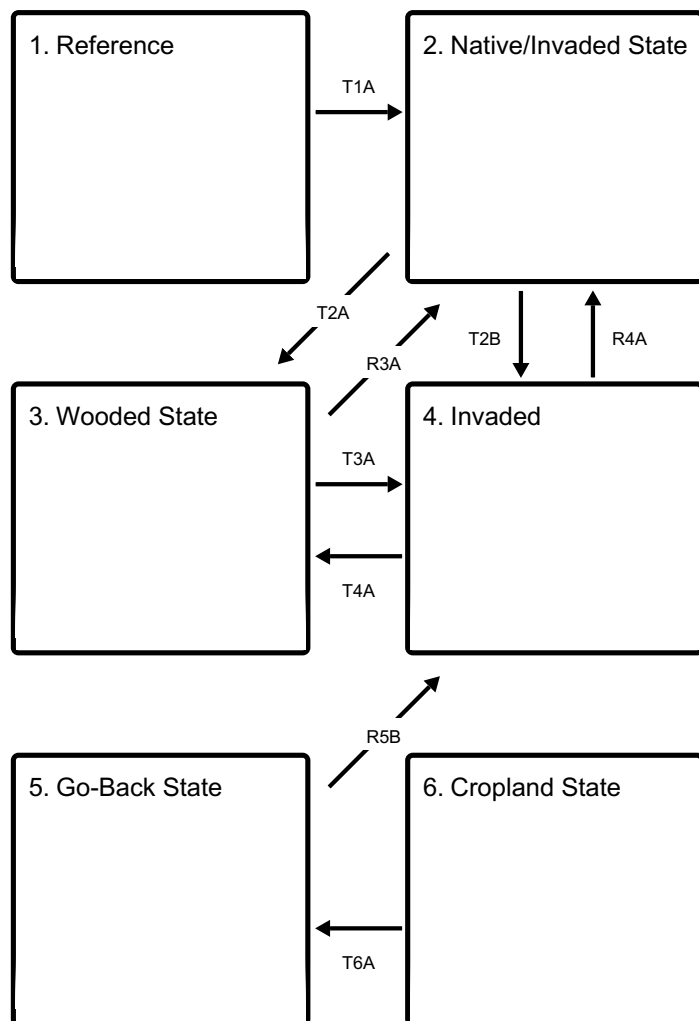 1. Reference
2. Native/Invaded State
T1A
T2A
R3A
T2B
R4A
3. Wooded State
4. Invaded
T3A
T4A
R5B
5. Go-Back State
6. Cropland State
T6A